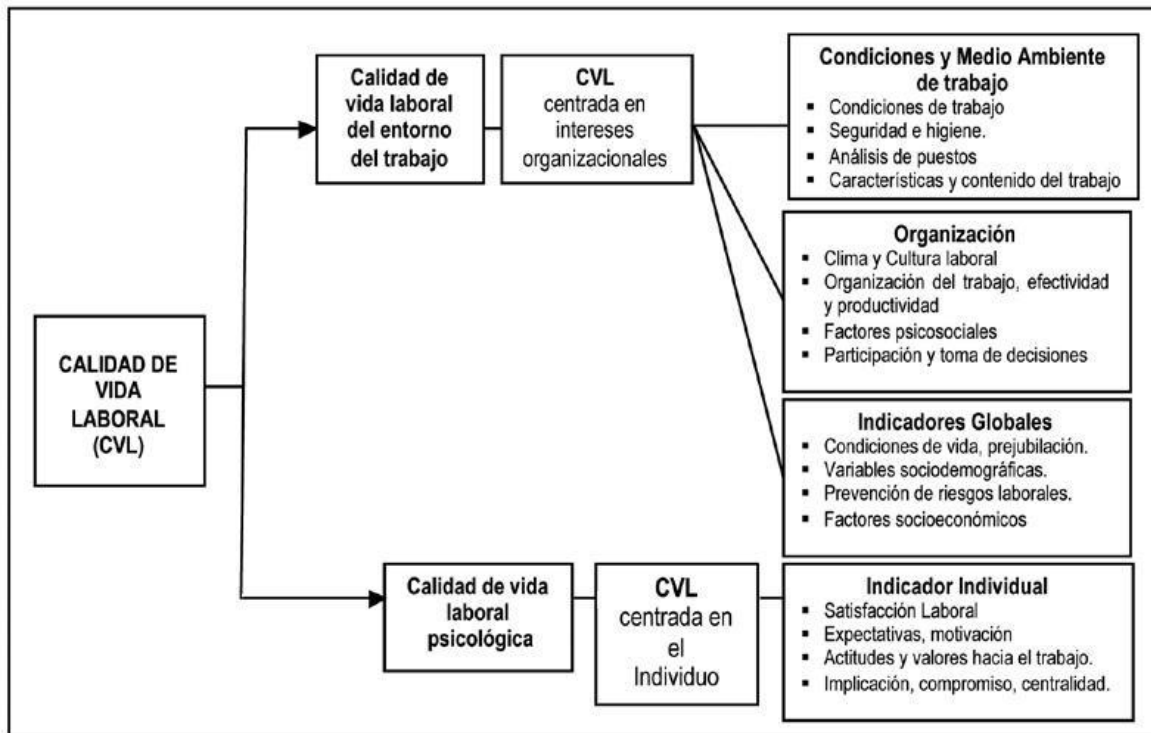 CALIDAD DE
VIDA
LABORAL
(CVL)
Calidad de
vida laboral
del entorno
del trabajo
CVL
centrada en
intereses
organizacionales
Condiciones y Medio Ambiente
de trabajo
▪ Condiciones de trabajo
▪ Seguridad e higiene.
▪ Análisis de puestos
▪ Características y contenido del trabajo
Organización
▪ Clima y Cultura laboral
▪ Organización del trabajo, efectividad
y productividad
▪ Factores psicosociales
▪ Participación y toma de decisiones
Indicadores Globales
▪ Condiciones de vida, prejubilación.
▪ Variables sociodemográficas.
▪ Prevención de riesgos laborales.
▪ Factores socioeconómicos
Calidad de vida
laboral
psicológica
CVL
centrada en
el
Individuo
Indicador Individual
▪ Satisfacción Laboral
▪ Expectativas, motivación
▪ Actitudes y valores hacia el trabajo.
▪ Implicación, compromiso, centralidad.